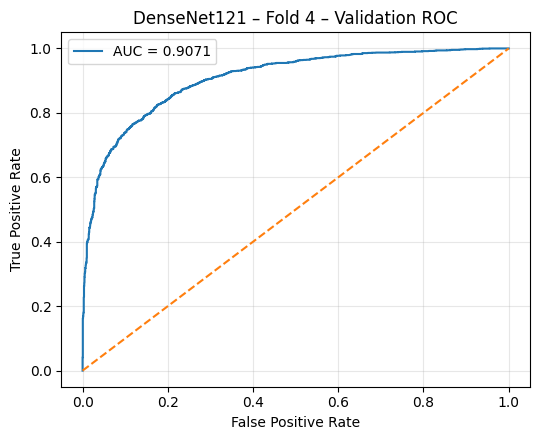 DenseNet121 – Fold 4 – Validation ROC
AUC = 0.9071
True Positive Rate
1.0
0.8
0.6
0.4
0.2
0.0
0.0 0.2 0.4 0.6 0.8 1.0
False Positive Rate